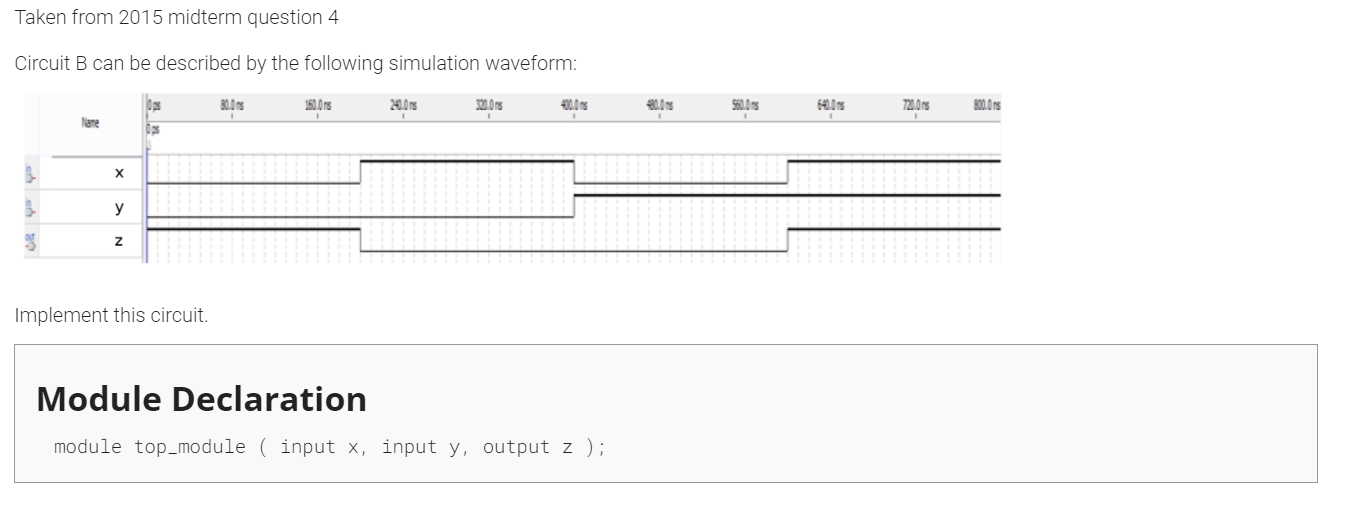 Taken from 2015 midterm question 4
Circuit B can be described by the following simulation waveform:
Name
0 ps 80.0 ns 160.0 ns 240.0 ns 320.0 ns 400.0 ns 480.0 ns 560.0 ns 640.0 ns 720.0 ns 800.0 ns
0 ps
x
y
z
Implement this circuit.
Module Declaration
module top_module ( input x, input y, output z );